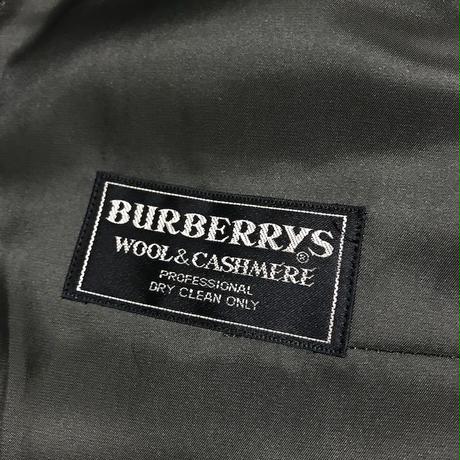 BURBERRYS®
WOOL & CASHMERE
PROFESSIONAL
DRY CLEAN ONLY